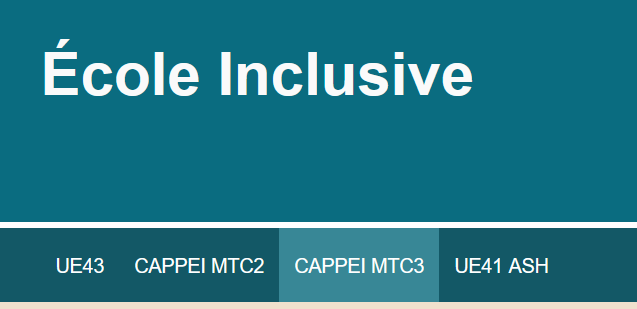 École Inclusive
UE43 CAPPEI MTC2 CAPPEI MTC3 UE41 ASH